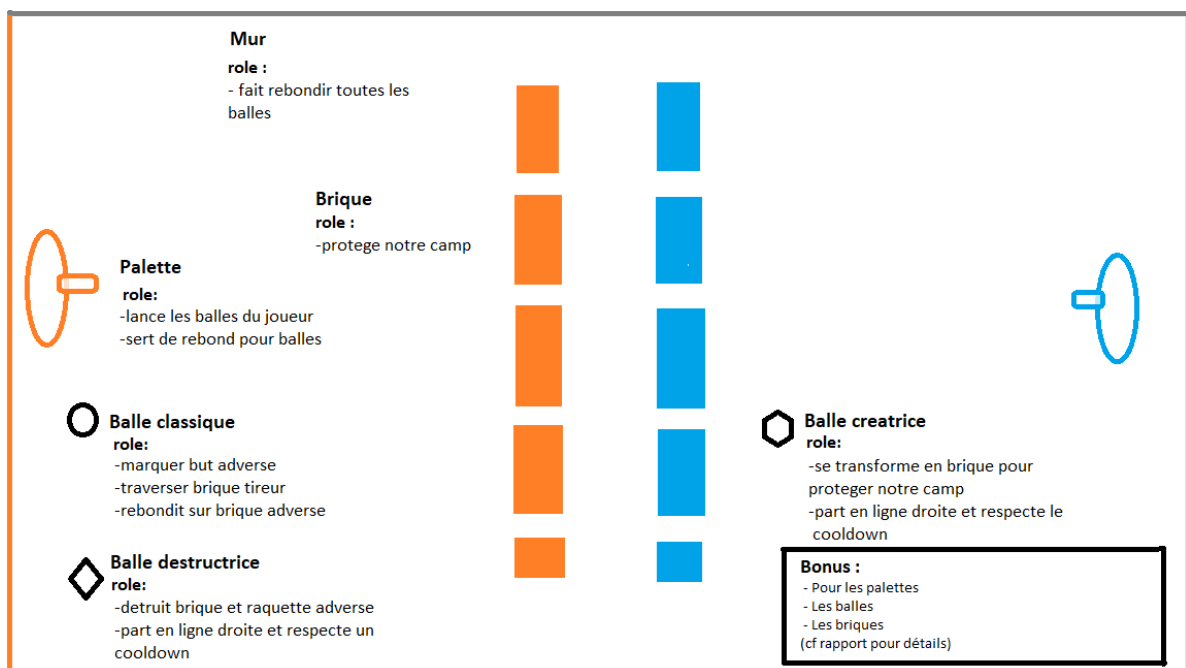 Mur
role :
- fait rebondir toutes les
balles
Brique
role :
-protege notre camp
Palette
role:
-lance les balles du joueur
-sert de rebond pour balles
Balle classique
role:
-marquer but adverse
-traverser brique tireur
-rebondit sur brique adverse
Balle destructrice
role:
-detruit brique et raquette adverse
-part en ligne droite et respecte un
cooldown
Balle creatrice
role:
-se transforme en brique pour
proteger notre camp
-part en ligne droite et respecte le
cooldown
Bonus :
- Pour les palettes
- Les balles
- Les briques
(cf rapport pour détails)